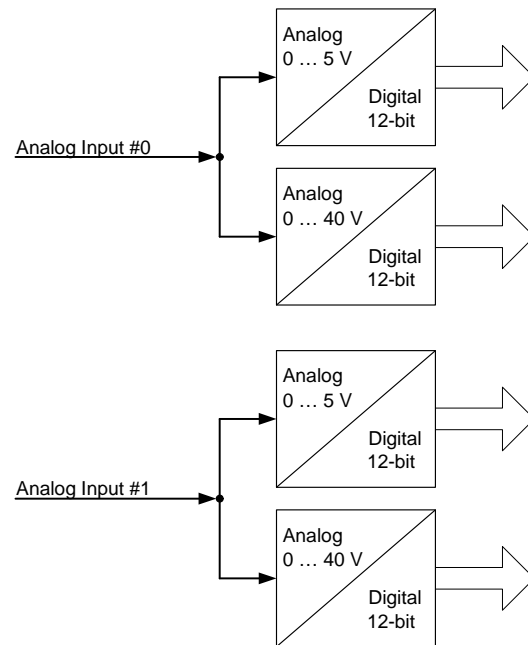 Analog
0 … 5 V
Digital
12-bit
Analog Input #0
Analog
0 … 40 V
Digital
12-bit
Analog
0 … 5 V
Digital
12-bit
Analog Input #1
Analog
0 … 40 V
Digital
12-bit